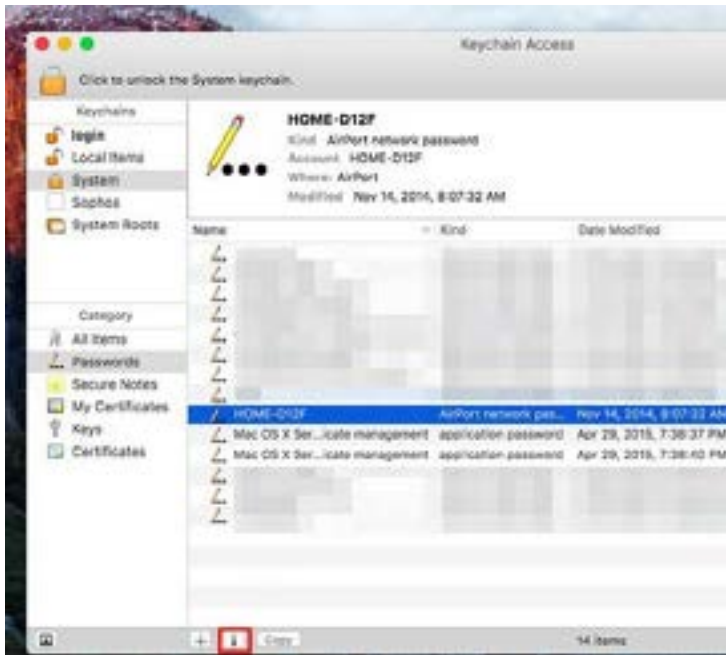 Keychain Access
Click to unlock the System keychain.
Keychains
login
Local Items
System
Sophos
System Roots
HOME-D12F
Kind: AirPort network password
Account: HOME-D12F
Where: AirPort
Modified: Nov 14, 2014, 8:07:32 AM
Name Kind Date Modified
HOME-D12F AirPort network pas... Nov 14, 2014, 8:07:32 AM
Mac OS X Ser...icate management application password Apr 29, 2015, 7:38:37 PM
Mac OS X Ser...icate management application password Apr 29, 2015, 7:38:40 PM
Category
All Items
Passwords
Secure Notes
My Certificates
Keys
Certificates
+ i Copy 14 items